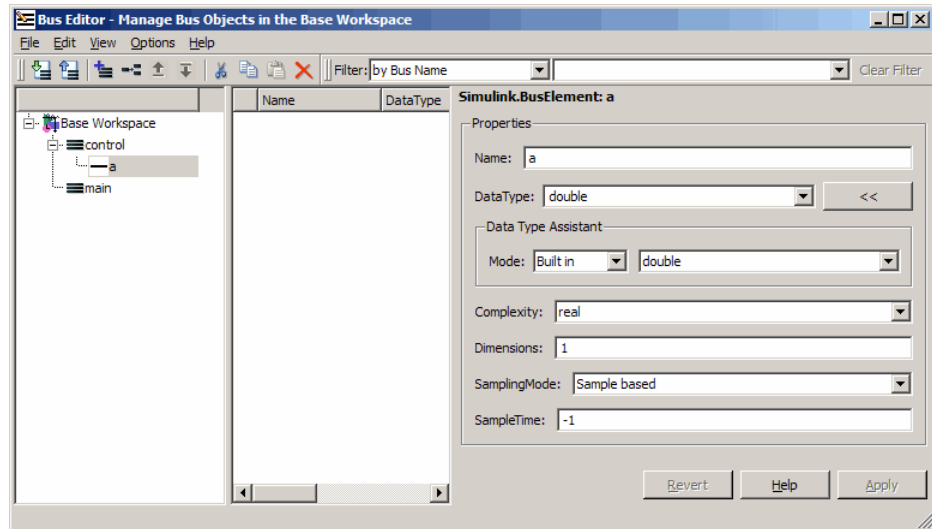 Bus Editor - Manage Bus Objects in the Base Workspace
File Edit View Options Help
Filter: by Bus Name Clear Filter
Name DataType
Simulink.BusElement: a
Base Workspace
control
a
main
Properties
Name: a
DataType: double <<
Data Type Assistant
Mode: Built in double
Complexity: real
Dimensions: 1
SamplingMode: Sample based
SampleTime: -1
Revert Help Apply